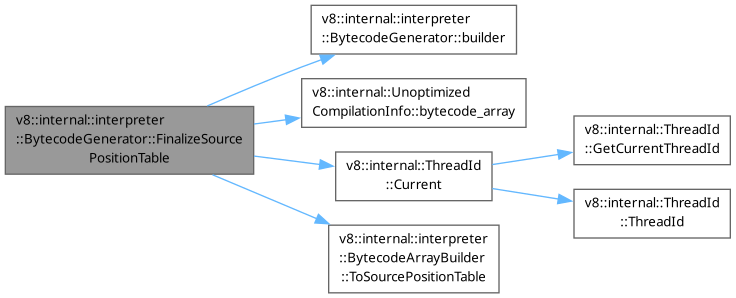 v8::internal::interpreter
::BytecodeGenerator::builder
v8::internal::Unoptimized
CompilationInfo::bytecode_array
v8::internal::interpreter
::BytecodeGenerator::FinalizeSource
PositionTable
v8::internal::ThreadId
::Current
v8::internal::ThreadId
::GetCurrentThreadId
v8::internal::ThreadId
::ThreadId
v8::internal::interpreter
::BytecodeArrayBuilder
::ToSourcePositionTable